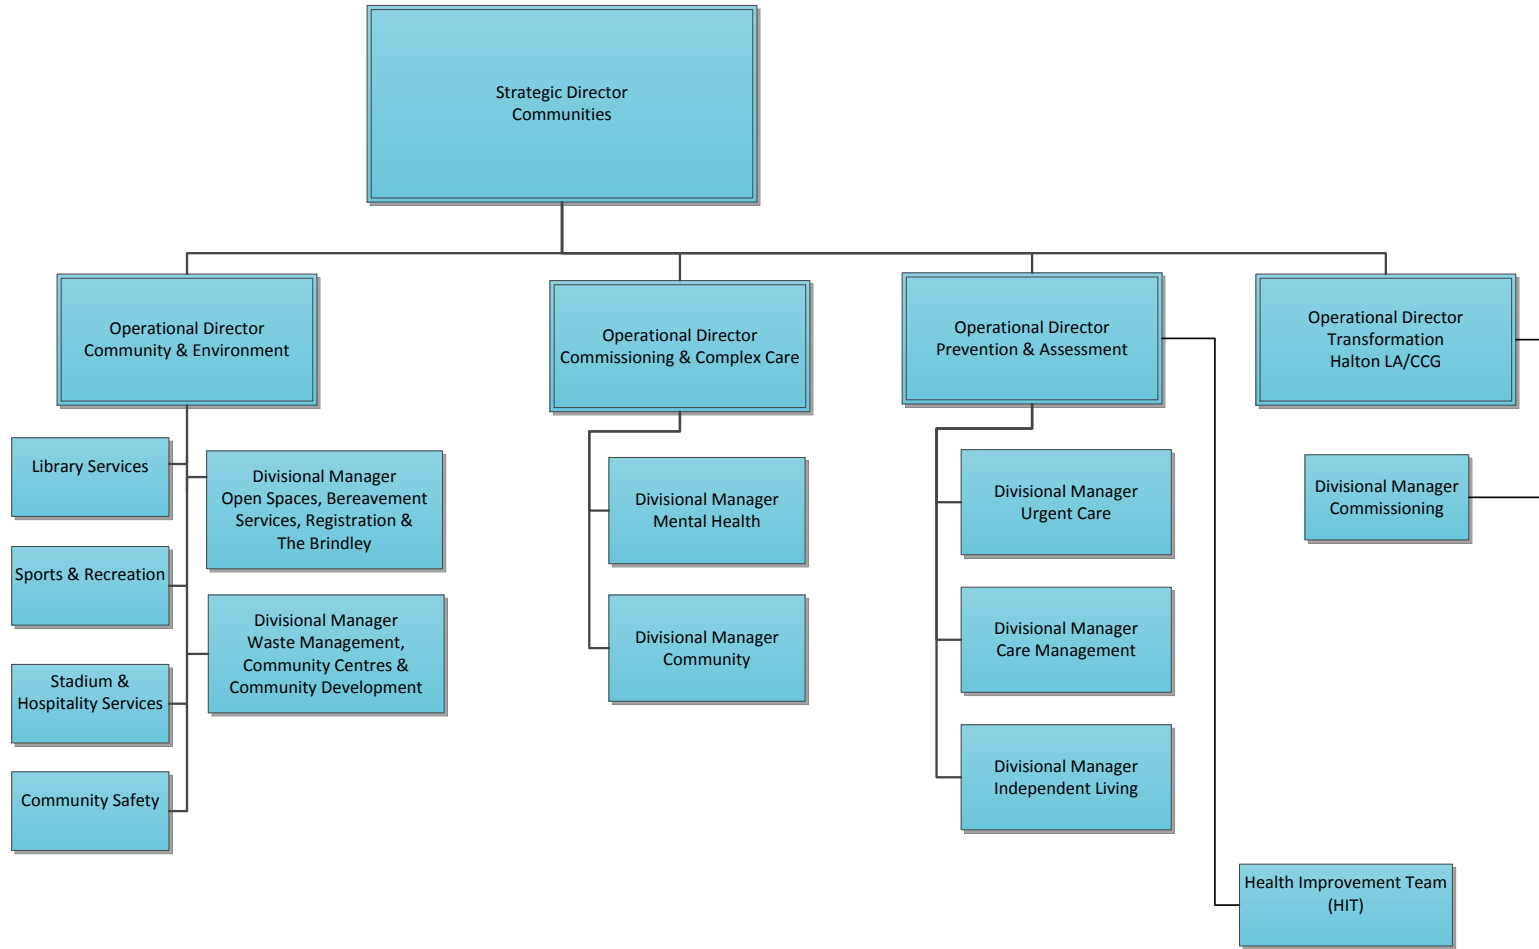 Strategic Director
Communities
Operational Director
Community & Environment
Operational Director
Commissioning & Complex Care
Operational Director
Prevention & Assessment
Operational Director
Transformation
Halton LA/CCG
Library Services
Divisional Manager
Open Spaces, Bereavement
Services, Registration &
The Brindley
Sports & Recreation
Divisional Manager
Waste Management,
Community Centres &
Community Development
Stadium &
Hospitality Services
Community Safety
Divisional Manager
Mental Health
Divisional Manager
Community
Divisional Manager
Urgent Care
Divisional Manager
Care Management
Divisional Manager
Independent Living
Divisional Manager
Commissioning
Health Improvement Team
(HIT)